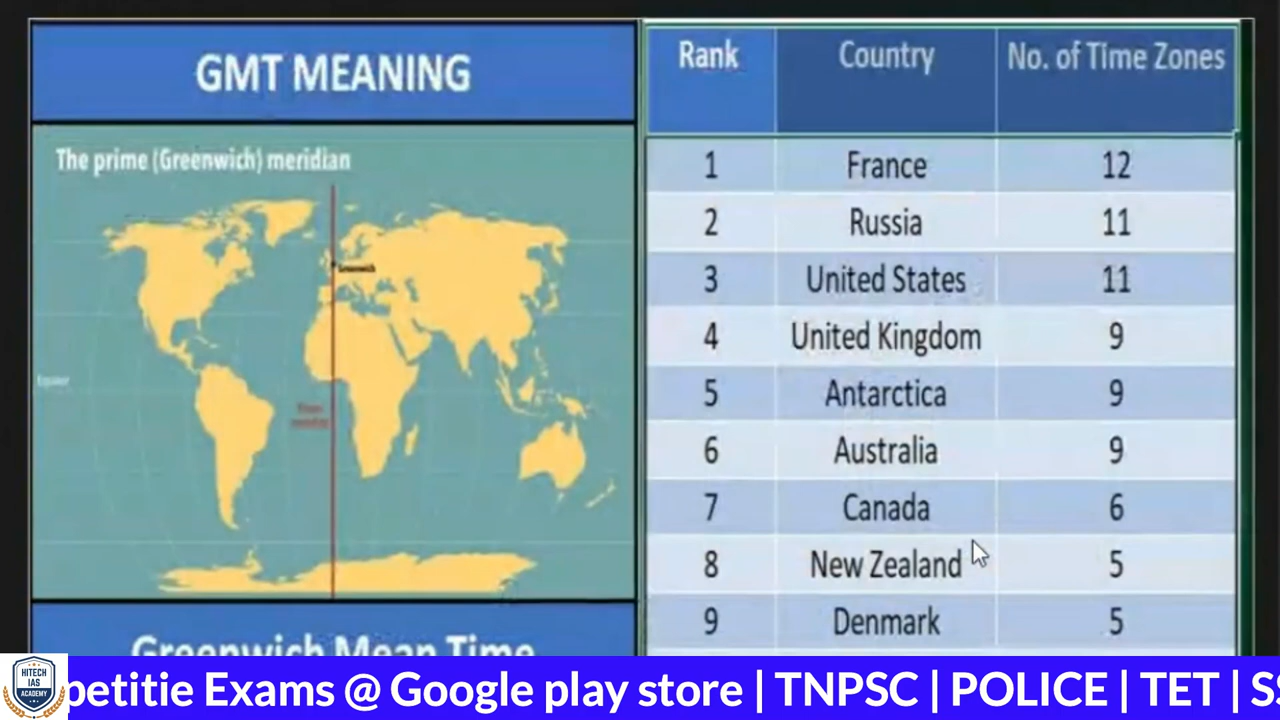 GMT MEANING
The prime (Greenwich) meridian
Greenwich
Equator
Greenwich Mean Time
Rank Country No. of Time Zones
1 France 12
2 Russia 11
3 United States 11
4 United Kingdom 9
5 Antarctica 9
6 Australia 9
7 Canada 6
8 New Zealand 5
9 Denmark 5
HITECH
IAS
ACADEMY
petitie Exams @ Google play store | TNPSC | POLICE | TET | S